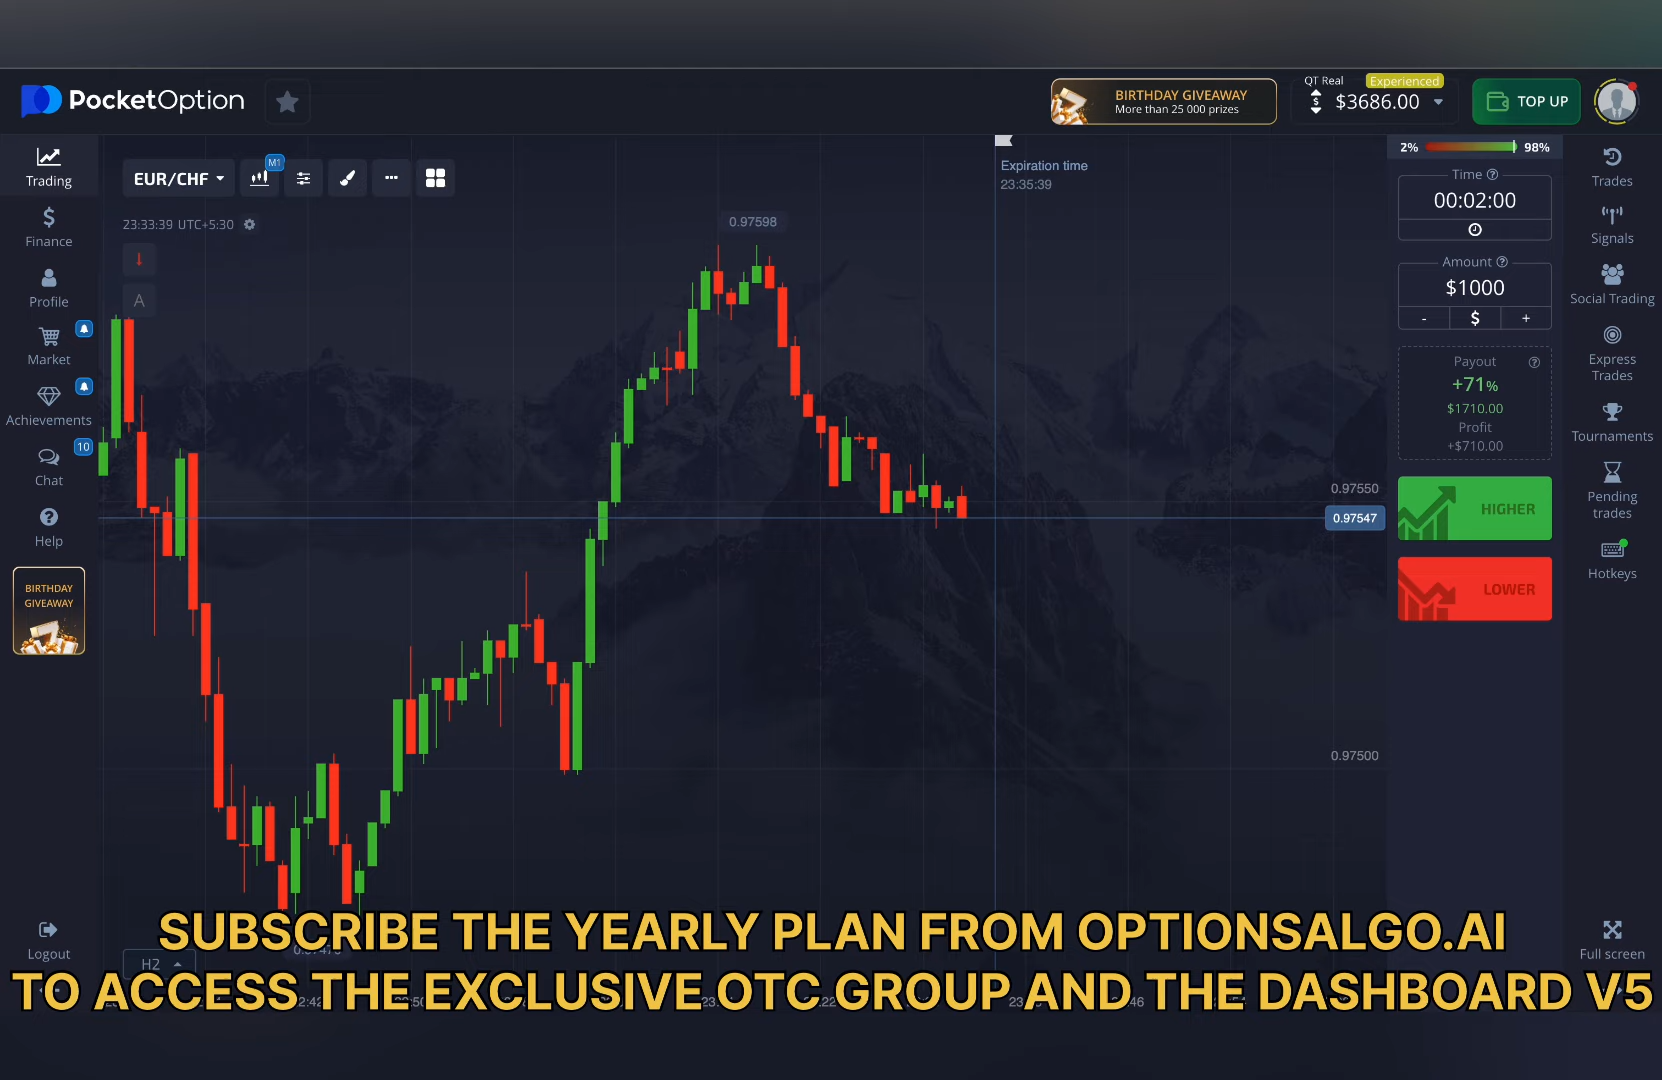 PocketOption
BIRTHDAY GIVEAWAY
More than 25 000 prizes
QT Real
Experienced
$3686.00
TOP UP
Trading
Finance
Profile
Market
Achievements
10
Chat
Help
BIRTHDAY
GIVEAWAY
Logout
EUR/CHF
M1
23:33:39 UTC+5:30
A
0.97598
Expiration time
23:35:39
0.97550
0.97547
0.97500
H2
2%
98%
Time
00:02:00
Amount
$1000
- $ +
Payout
+71%
$1710.00
Profit
+$710.00
HIGHER
LOWER
Trades
Signals
Social Trading
Express
Trades
Tournaments
Pending
trades
Hotkeys
Full screen
SUBSCRIBE THE YEARLY PLAN FROM OPTIONSALGO.AI
TO ACCESS THE EXCLUSIVE OTC GROUP AND THE DASHBOARD V5